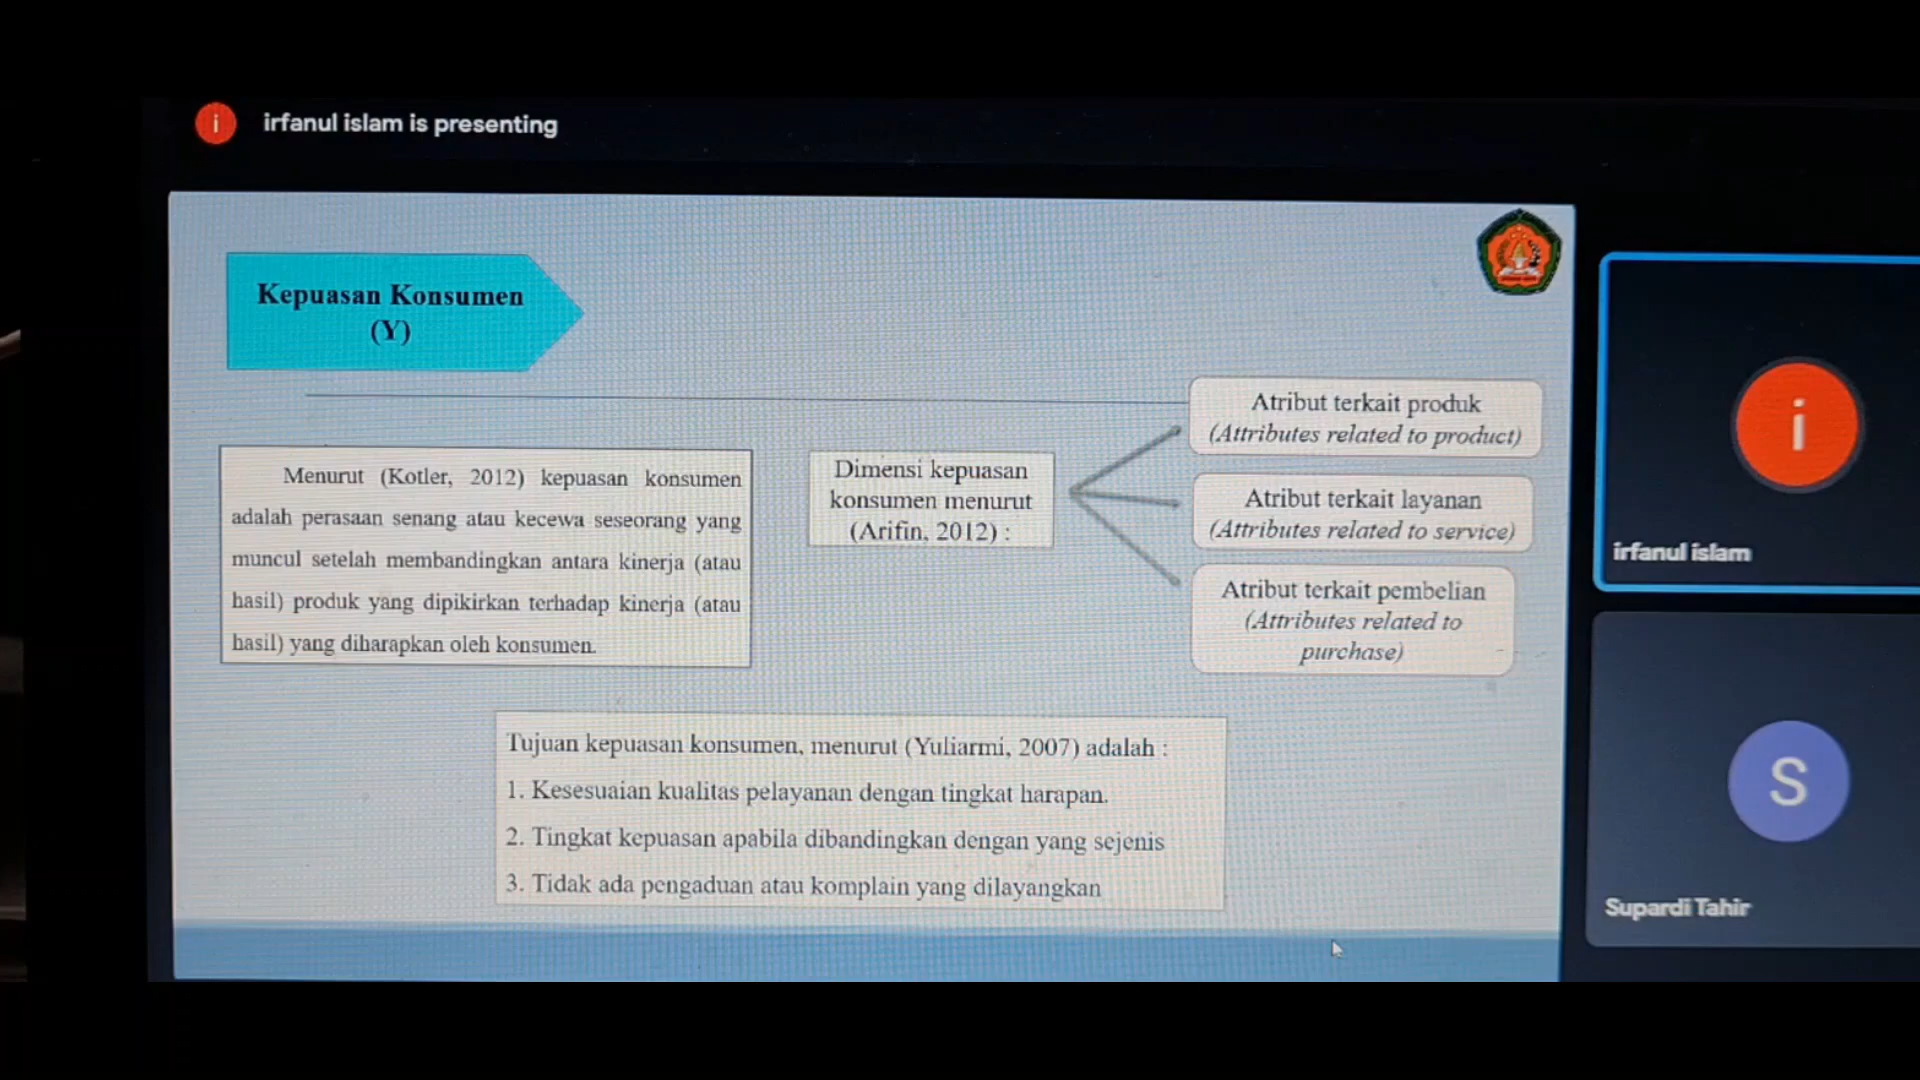 i
irfanul islam is presenting
Kepuasan Konsumen
(Y)
Menurut (Kotler, 2012) kepuasan konsumen
adalah perasaan senang atau kecewa seseorang yang
muncul setelah membandingkan antara kinerja (atau
hasil) produk yang dipikirkan terhadap kinerja (atau
hasil) yang diharapkan oleh konsumen.
Dimensi kepuasan
konsumen menurut
(Arifin, 2012) :
Atribut terkait produk
(Attributes related to product)
Atribut terkait layanan
(Attributes related to service)
Atribut terkait pembelian
(Attributes related to
purchase)
Tujuan kepuasan konsumen, menurut (Yuliarmi, 2007) adalah :
1. Kesesuaian kualitas pelayanan dengan tingkat harapan.
2. Tingkat kepuasan apabila dibandingkan dengan yang sejenis
3. Tidak ada pengaduan atau komplain yang dilayangkan
i
irfanul islam
S
Supardi Tahir